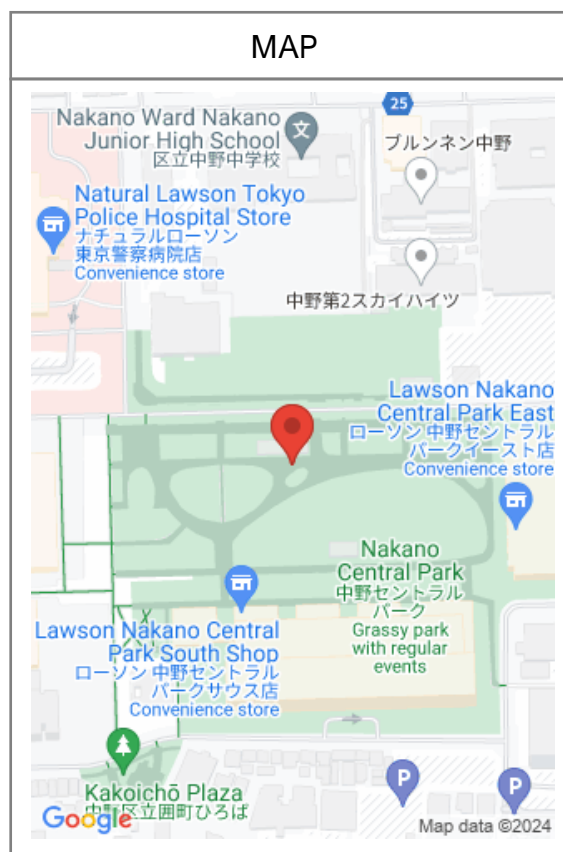 MAP
25
Nakano Ward Nakano
Junior High School
区立中野中学校
文
ブルンネン中野
Natural Lawson Tokyo
Police Hospital Store
ナチュラルローソン
東京警察病院店
Convenience store
中野第2スカイハイツ
Lawson Nakano
Central Park East
ローソン 中野セントラル
パークイースト店
Convenience store
Nakano
Central Park
中野セントラル
パーク
Grassy park
with regular
events
Lawson Nakano Central
Park South Shop
ローソン 中野セントラル
パークサウス店
Convenience store
Kakoichō Plaza
中野区立囲町ひろば
P
P
Google
Map data ©2024